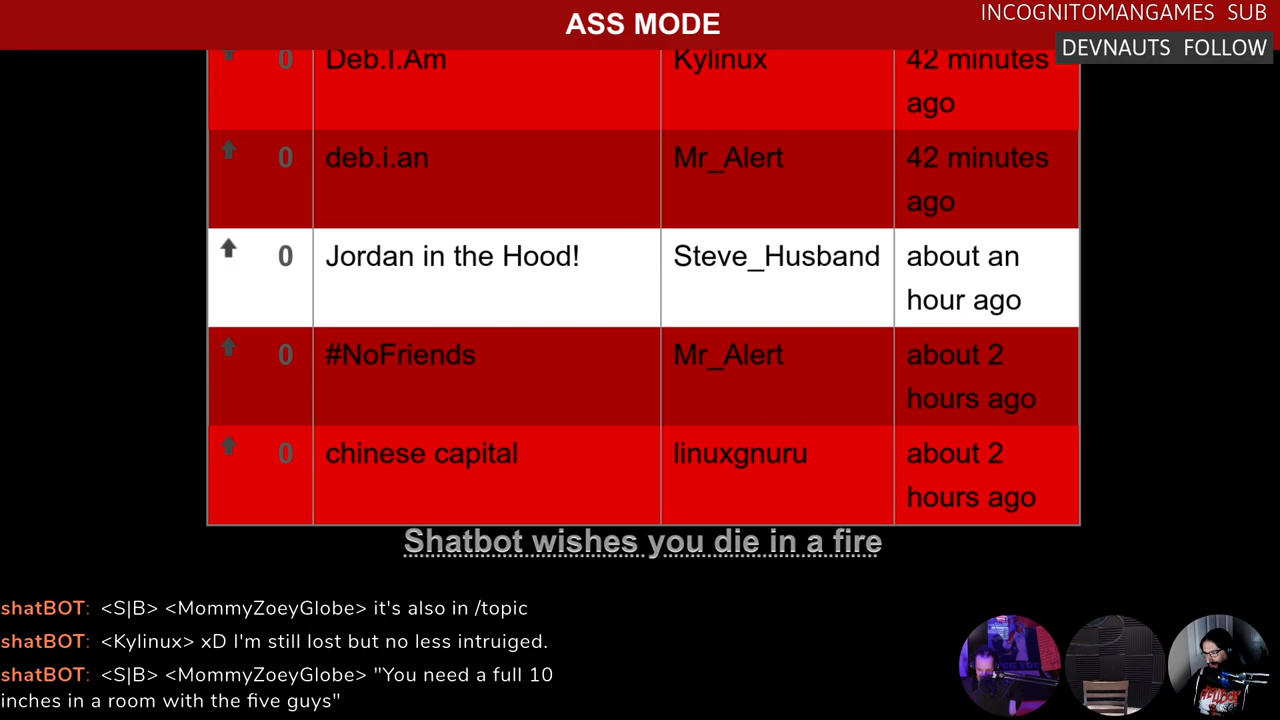 ASS MODE
INCOGNITOMANGAMES SUB
DEVNAUTS FOLLOW
0 Deb.I.Am Kylinux 42 minutes
ago
0 deb.i.an Mr_Alert 42 minutes
ago
0 Jordan in the Hood! Steve_Husband about an
hour ago
0 #NoFriends Mr_Alert about 2
hours ago
0 chinese capital linuxgnuru about 2
hours ago
Shatbot wishes you die in a fire
shatBOT: <S|B> <MommyZoeyGlobe> it's also in /topic
shatBOT: <Kylinux> xD I'm still lost but no less intruiged.
shatBOT: <S|B> <MommyZoeyGlobe> "You need a full 10
inches in a room with the five guys"